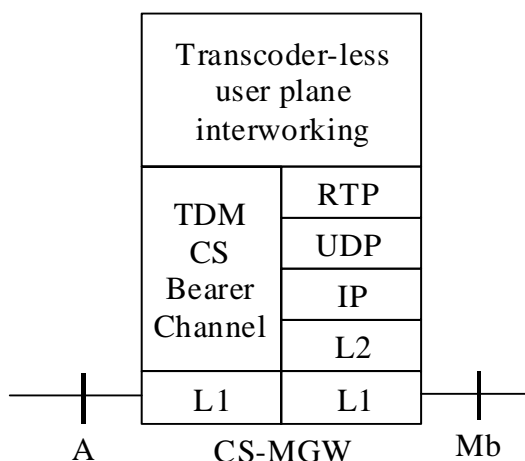 Transcoder-less
user plane
interworking
TDM
CS
Bearer
Channel
RTP
UDP
IP
L2
L1
L1
A
CS-MGW
Mb